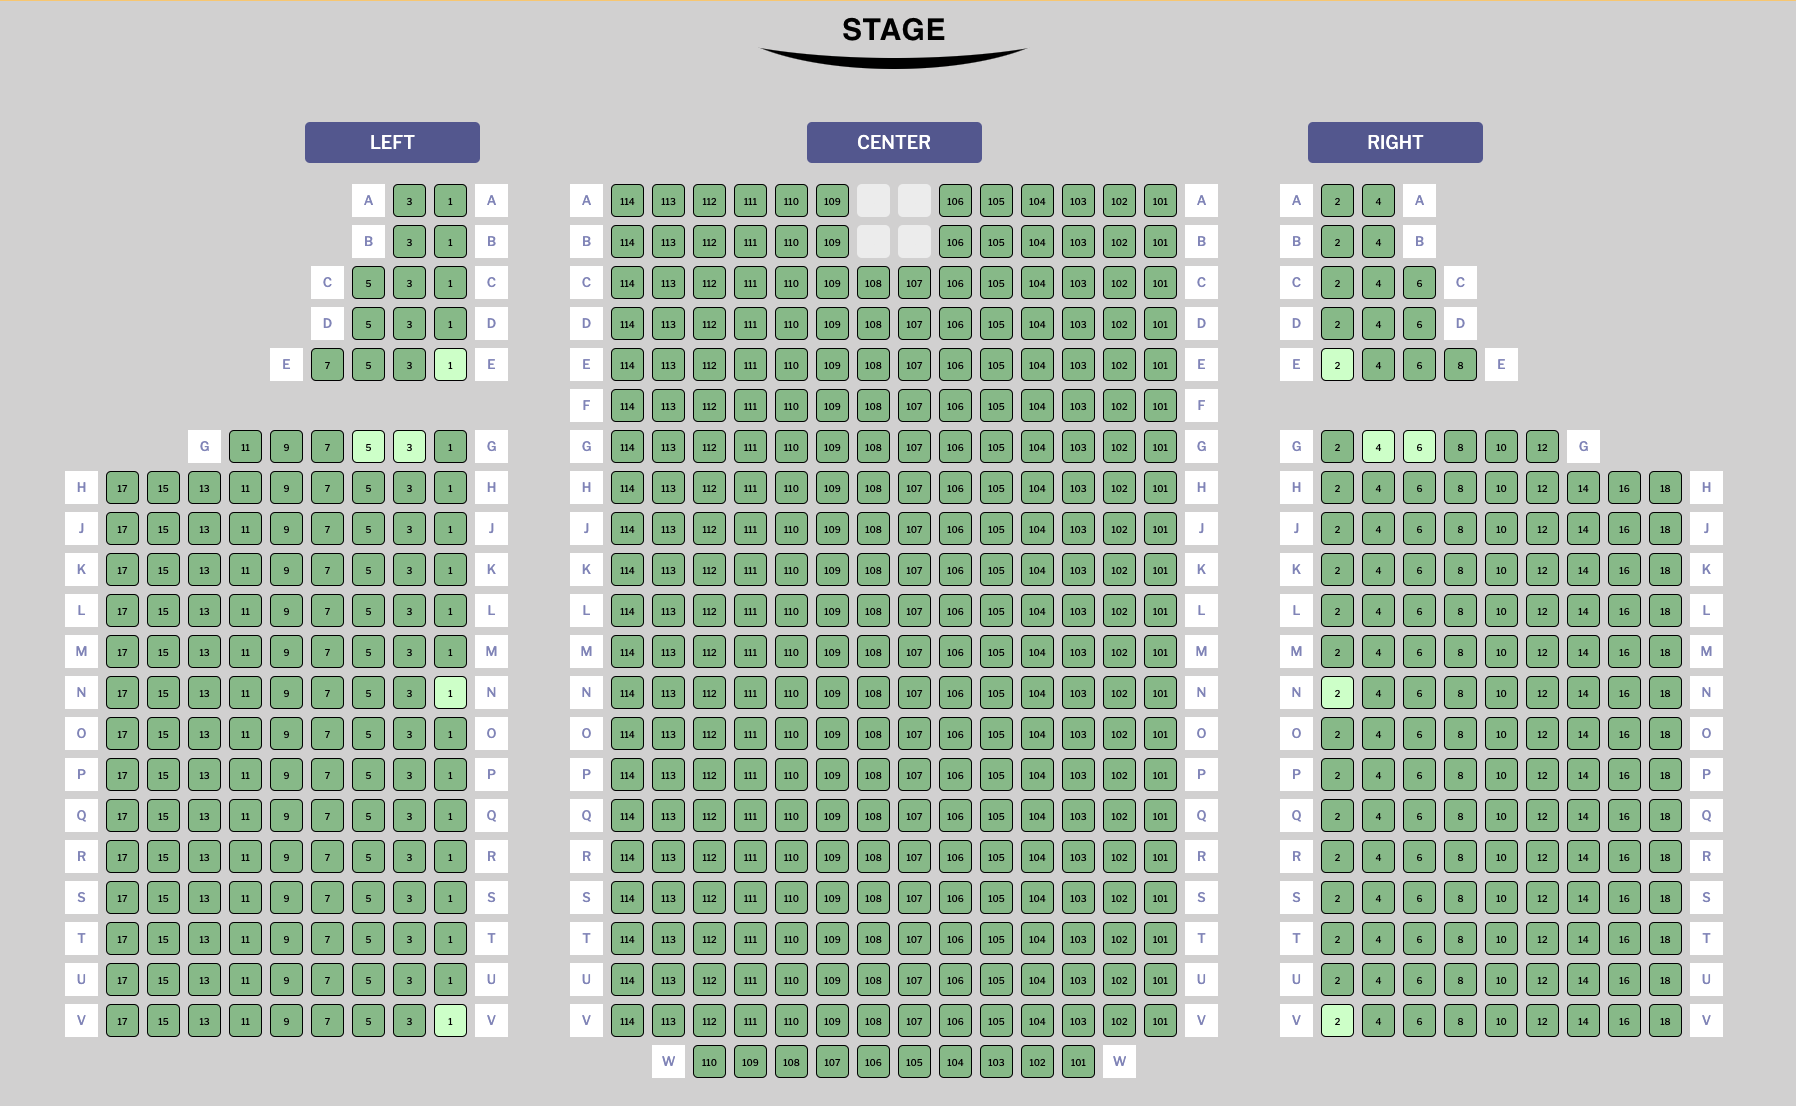 STAGE
LEFT CENTER RIGHT
A 3 1 A A 114 113 112 111 110 109 106 105 104 103 102 101 A A 2 4 A
B 3 1 B B 114 113 112 111 110 109 106 105 104 103 102 101 B B 2 4 B
C 5 3 1 C C 114 113 112 111 110 109 108 107 106 105 104 103 102 101 C C 2 4 6 C
D 5 3 1 D D 114 113 112 111 110 109 108 107 106 105 104 103 102 101 D D 2 4 6 D
E 7 5 3 1 E E 114 113 112 111 110 109 108 107 106 105 104 103 102 101 E E 2 4 6 8 E
F 114 113 112 111 110 109 108 107 106 105 104 103 102 101 F
G 11 9 7 5 3 1 G G 114 113 112 111 110 109 108 107 106 105 104 103 102 101 G G 2 4 6 8 10 12 G
H 17 15 13 11 9 7 5 3 1 H H 114 113 112 111 110 109 108 107 106 105 104 103 102 101 H H 2 4 6 8 10 12 14 16 18 H
J 17 15 13 11 9 7 5 3 1 J J 114 113 112 111 110 109 108 107 106 105 104 103 102 101 J J 2 4 6 8 10 12 14 16 18 J
K 17 15 13 11 9 7 5 3 1 K K 114 113 112 111 110 109 108 107 106 105 104 103 102 101 K K 2 4 6 8 10 12 14 16 18 K
L 17 15 13 11 9 7 5 3 1 L L 114 113 112 111 110 109 108 107 106 105 104 103 102 101 L L 2 4 6 8 10 12 14 16 18 L
M 17 15 13 11 9 7 5 3 1 M M 114 113 112 111 110 109 108 107 106 105 104 103 102 101 M M 2 4 6 8 10 12 14 16 18 M
N 17 15 13 11 9 7 5 3 1 N N 114 113 112 111 110 109 108 107 106 105 104 103 102 101 N N 2 4 6 8 10 12 14 16 18 N
O 17 15 13 11 9 7 5 3 1 O O 114 113 112 111 110 109 108 107 106 105 104 103 102 101 O O 2 4 6 8 10 12 14 16 18 O
P 17 15 13 11 9 7 5 3 1 P P 114 113 112 111 110 109 108 107 106 105 104 103 102 101 P P 2 4 6 8 10 12 14 16 18 P
Q 17 15 13 11 9 7 5 3 1 Q Q 114 113 112 111 110 109 108 107 106 105 104 103 102 101 Q Q 2 4 6 8 10 12 14 16 18 Q
R 17 15 13 11 9 7 5 3 1 R R 114 113 112 111 110 109 108 107 106 105 104 103 102 101 R R 2 4 6 8 10 12 14 16 18 R
S 17 15 13 11 9 7 5 3 1 S S 114 113 112 111 110 109 108 107 106 105 104 103 102 101 S S 2 4 6 8 10 12 14 16 18 S
T 17 15 13 11 9 7 5 3 1 T T 114 113 112 111 110 109 108 107 106 105 104 103 102 101 T T 2 4 6 8 10 12 14 16 18 T
U 17 15 13 11 9 7 5 3 1 U U 114 113 112 111 110 109 108 107 106 105 104 103 102 101 U U 2 4 6 8 10 12 14 16 18 U
V 17 15 13 11 9 7 5 3 1 V V 114 113 112 111 110 109 108 107 106 105 104 103 102 101 V V 2 4 6 8 10 12 14 16 18 V
W 110 109 108 107 106 105 104 103 102 101 W